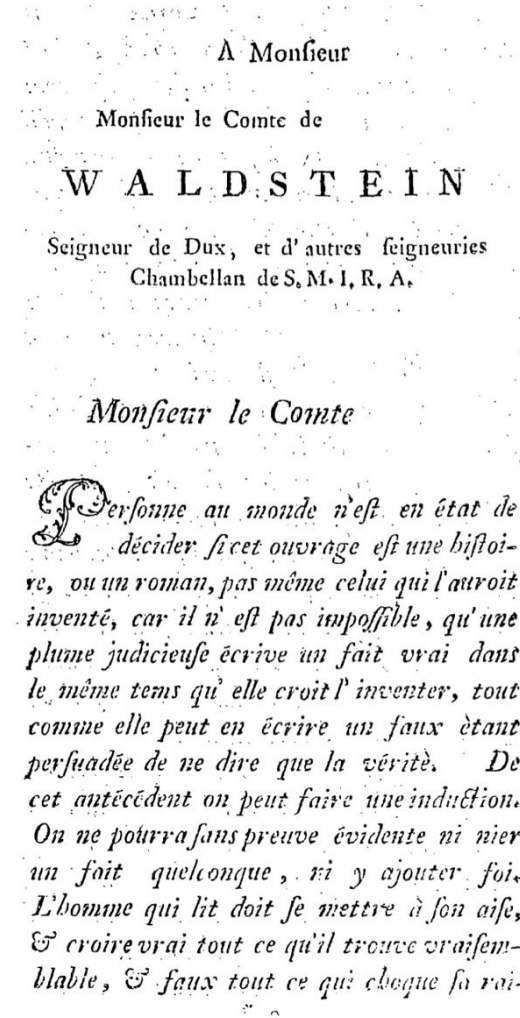 A Monſieur
Monſieur le Comte de
WALDSTEIN
Seigneur de Dux, et d'autres ſeigneuries
Chambellan de S. M. I. R. A.
Monſieur le Comte
Perſonne au monde n'eſt en état de
décider ſi cet ouvrage eſt une hiſtoi-
re, ou un roman, pas même celui qui l'auroit
inventé, car il n'eſt pas impoſſible, qu'une
plume judicieuſe écrive un fait vrai dans
le même tems qu'elle croit l'inventer, tout
comme elle peut en écrire un faux ètant
perſuadée de ne dire que la véritè. De
cet antécédent on peut faire une induction.
On ne pourra ſans preuve évidente ni nier
un fait quelconque, ni y ajouter foi.
L'homme qui lit doit ſe mettre à ſon aiſe,
& croire vrai tout ce qu'il trouve vraiſem-
blable, & faux tout ce qui choque ſa rai-